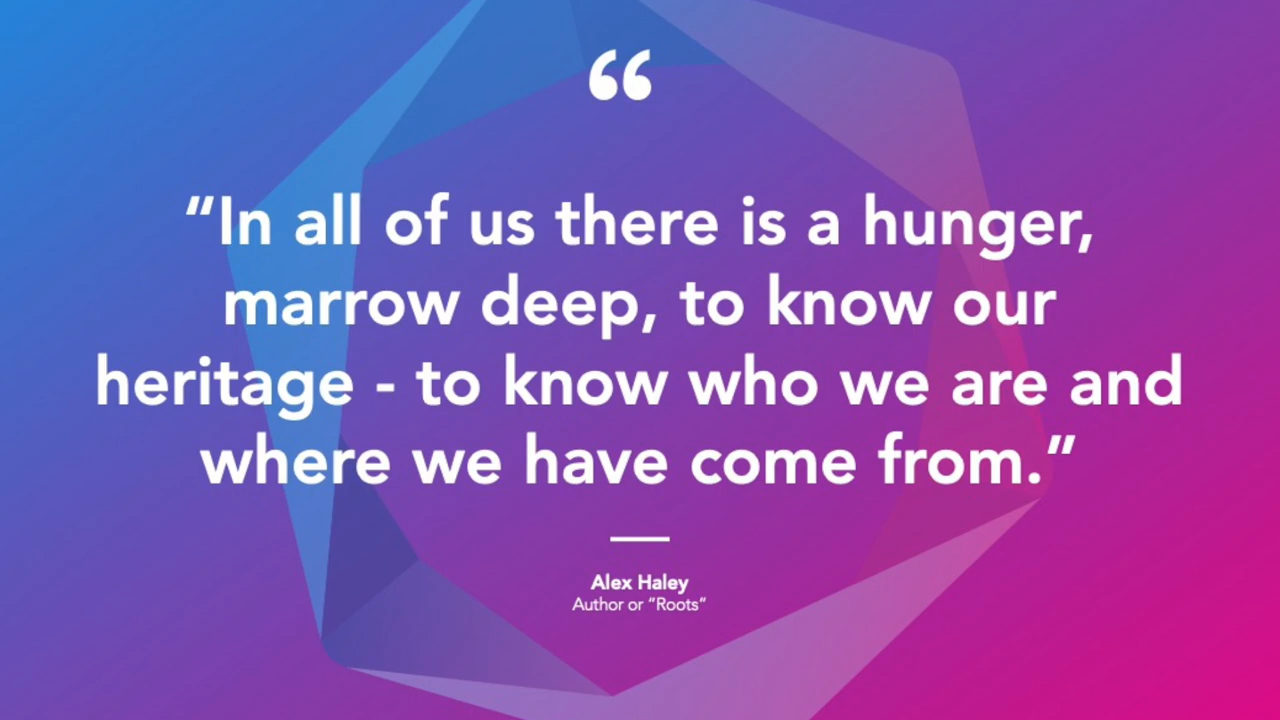 “
“In all of us there is a hunger,
marrow deep, to know our
heritage - to know who we are and
where we have come from.”
Alex Haley
Author or “Roots“